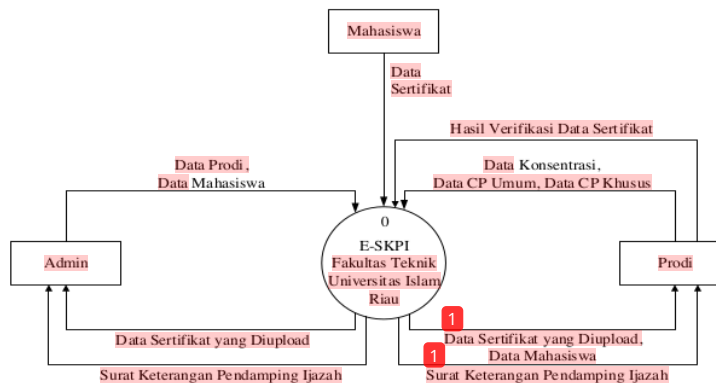 Mahasiswa
Data
Sertifikat
Hasil Verifikasi Data Sertifikat
Data Prodi,
Data Mahasiswa
Data Konsentrasi,
Data CP Umum, Data CP Khusus
0
E-SKPI
Fakultas Teknik
Universitas Islam
Riau
Admin
Prodi
1
Data Sertifikat yang Diupload
Data Sertifikat yang Diupload,
1
Data Mahasiswa
Surat Keterangan Pendamping Ijazah
Surat Keterangan Pendamping Ijazah